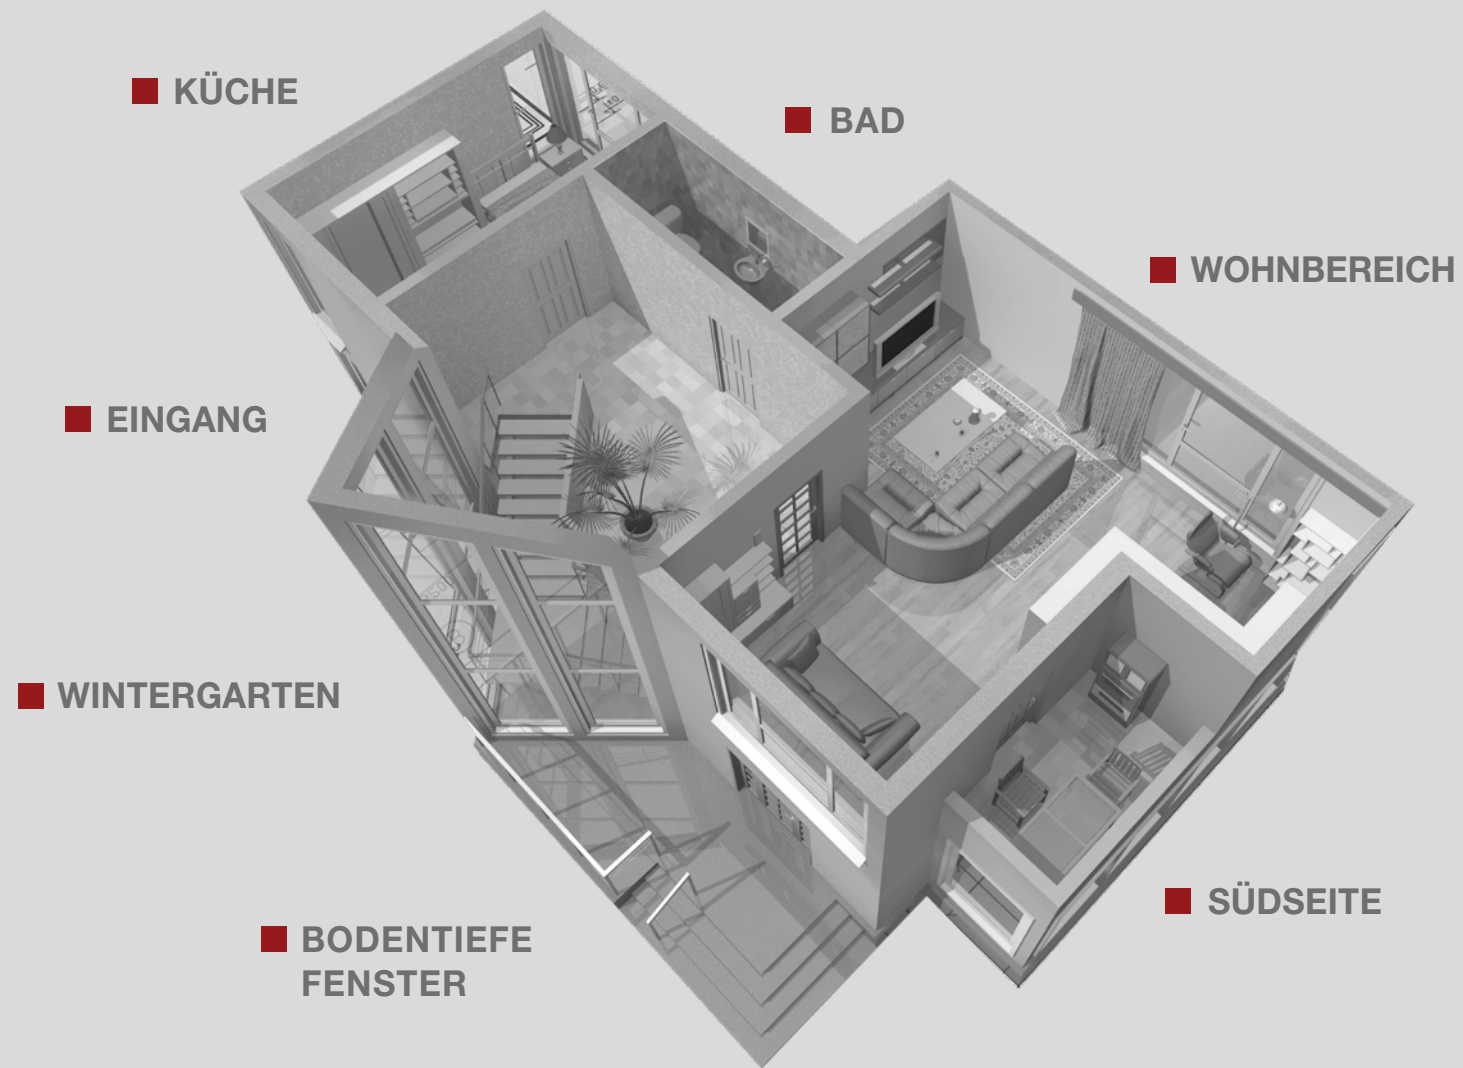 KÜCHE
BAD
WOHNBEREICH
EINGANG
WINTERGARTEN
SÜDSEITE
BODENTIEFE
FENSTER